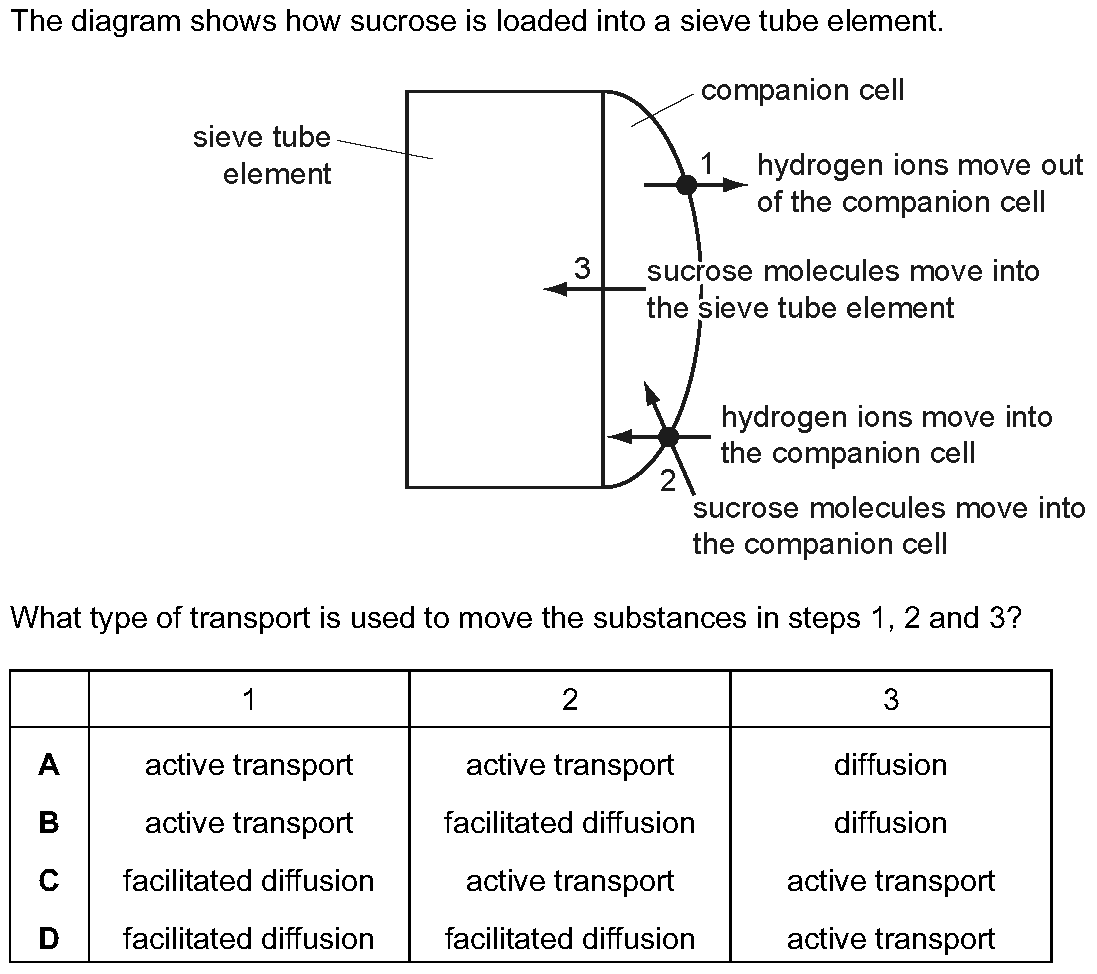 The diagram shows how sucrose is loaded into a sieve tube element.
companion cell
sieve tube
element
1
hydrogen ions move out
of the companion cell
3
sucrose molecules move into
the sieve tube element
hydrogen ions move into
the companion cell
2
sucrose molecules move into
the companion cell
What type of transport is used to move the substances in steps 1, 2 and 3?
1 2 3
A active transport active transport diffusion
B active transport facilitated diffusion diffusion
C facilitated diffusion active transport active transport
D facilitated diffusion facilitated diffusion active transport